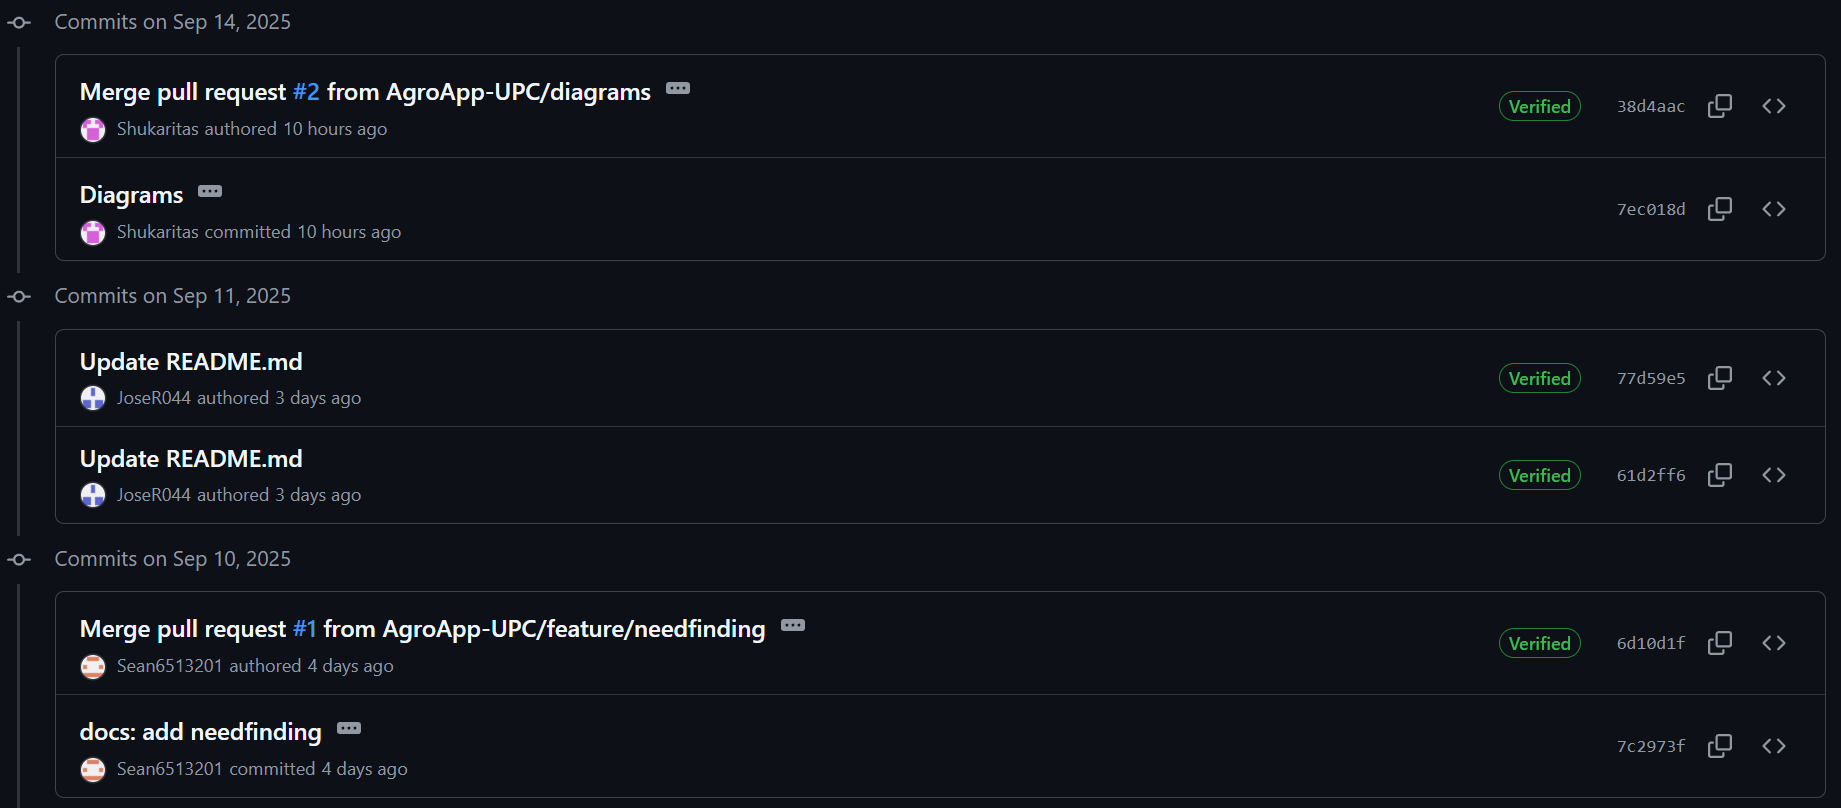 Commits on Sep 14, 2025
Merge pull request #2 from AgroApp-UPC/diagrams
Shukaritas authored 10 hours ago
Verified
38d4aac
Diagrams
Shukaritas committed 10 hours ago
7ec018d
Commits on Sep 11, 2025
Update README.md
JoseR044 authored 3 days ago
Verified
77d59e5
Update README.md
JoseR044 authored 3 days ago
Verified
61d2ff6
Commits on Sep 10, 2025
Merge pull request #1 from AgroApp-UPC/feature/needfinding
Sean6513201 authored 4 days ago
Verified
6d10d1f
docs: add needfinding
Sean6513201 committed 4 days ago
7c2973f